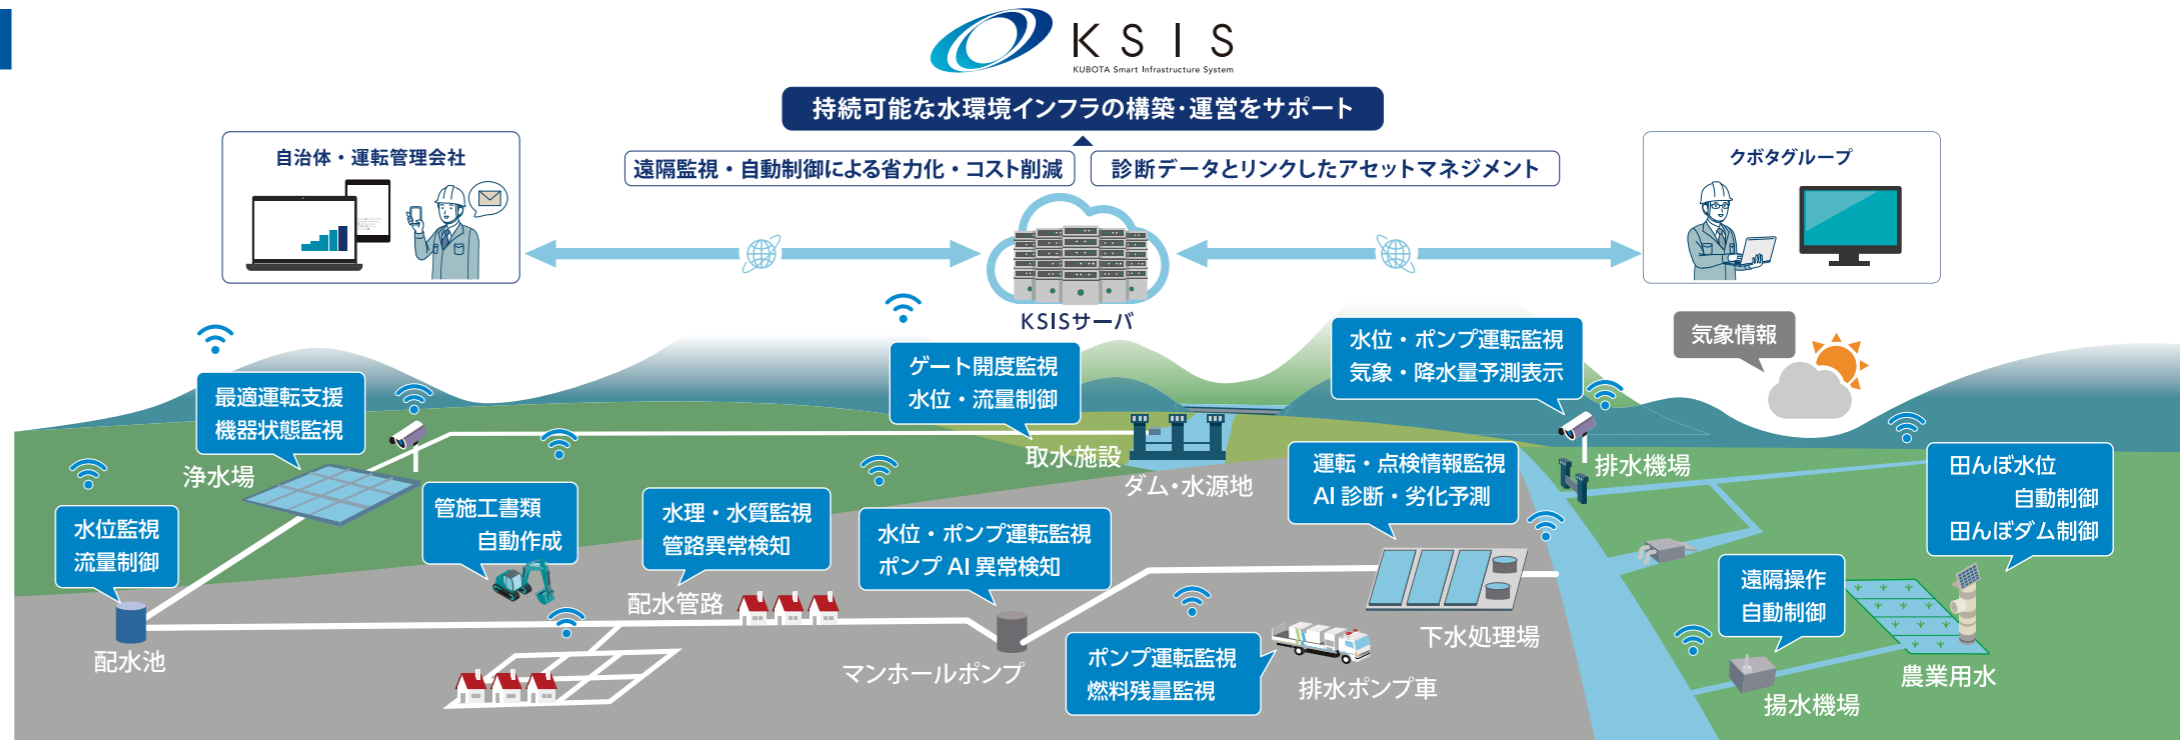 KSIS
KUBOTA Smart Infrastructure System
持続可能な水環境インフラの構築・運営をサポート
自治体・運転管理会社
遠隔監視・自動制御による省力化・コスト削減
診断データとリンクしたアセットマネジメント
クボタグループ
KSISサーバ
気象情報
最適運転支援
機器状態監視
浄水場
ゲート開度監視
水位・流量制御
取水施設
ダム・水源地
水位・ポンプ運転監視
気象・降水量予測表示
排水機場
水位監視
流量制御
配水池
管施工書類
自動作成
水理・水質監視
管路異常検知
配水管路
水位・ポンプ運転監視
ポンプ AI 異常検知
マンホールポンプ
運転・点検情報監視
AI 診断・劣化予測
下水処理場
ポンプ運転監視
燃料残量監視
排水ポンプ車
遠隔操作
自動制御
揚水機場
田んぼ水位
自動制御
田んぼダム制御
農業用水